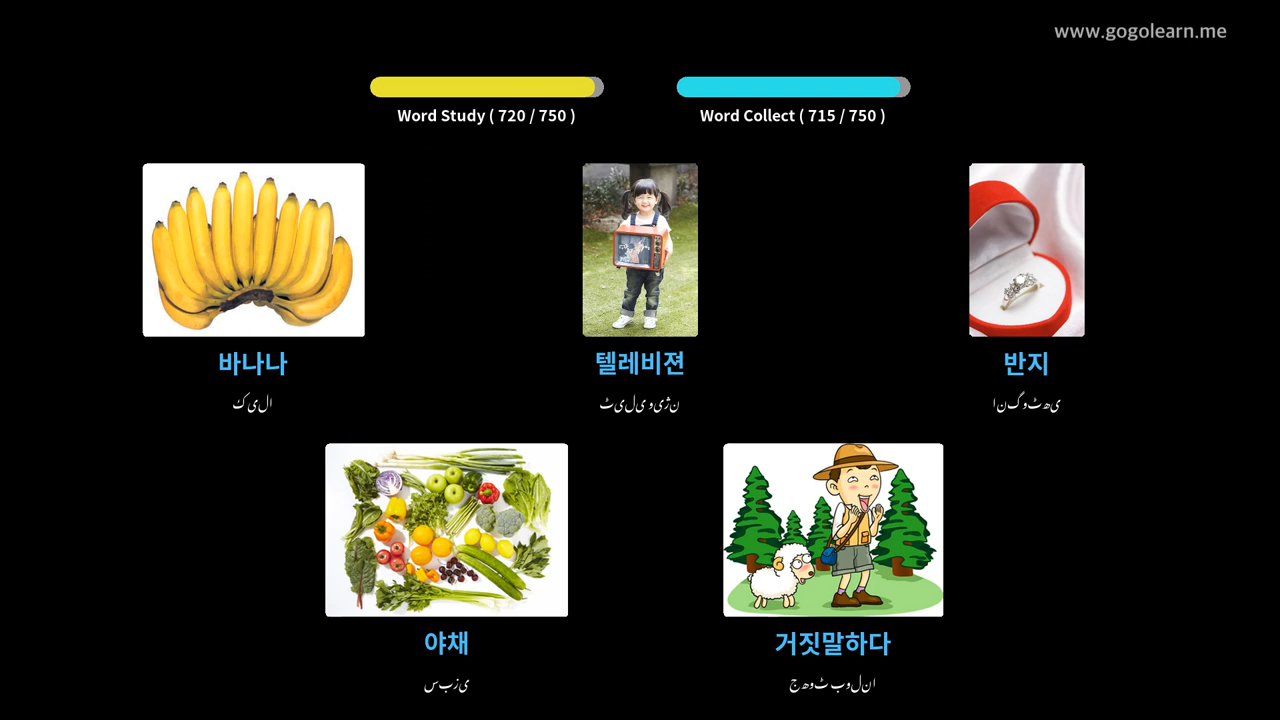 www.gogolearn.me
Word Study ( 720 / 750 )
Word Collect ( 715 / 750 )
바나나
کیلا
텔레비젼
ٹیلی ویژن
반지
انگوٹھی
야채
سبزی
거짓말하다
جھوٹ بولنا